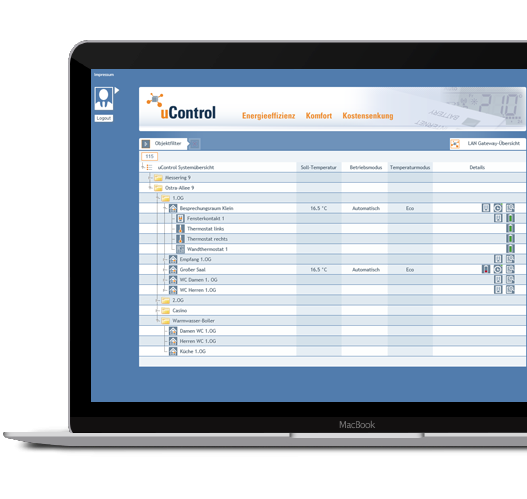 Impressum
Logout
uControl
Energieeffizienz Komfort Kostensenkung
210
BATTERY
Objektfilter
LAN Gateway-Übersicht
115
uControl Systemübersicht Soll-Temperatur Betriebsmodus Temperaturmodus Details
Messering 9
Ostra Allee 9
1.OG
Besprechungsraum Klein 16.5 °C Automatisch Eco
Fensterkontakt 1
Thermostat links
Thermostat rechts
Wandthermostat 1
Empfang 1.OG
Großer Saal 16.5 °C Automatisch Eco
WC Damen 1. OG
WC Herren 1.OG
2.OG
Casino
Warmwasser-Boiler
Damen WC 1.OG
Herren WC 1.OG
Küche 1.OG
MacBook